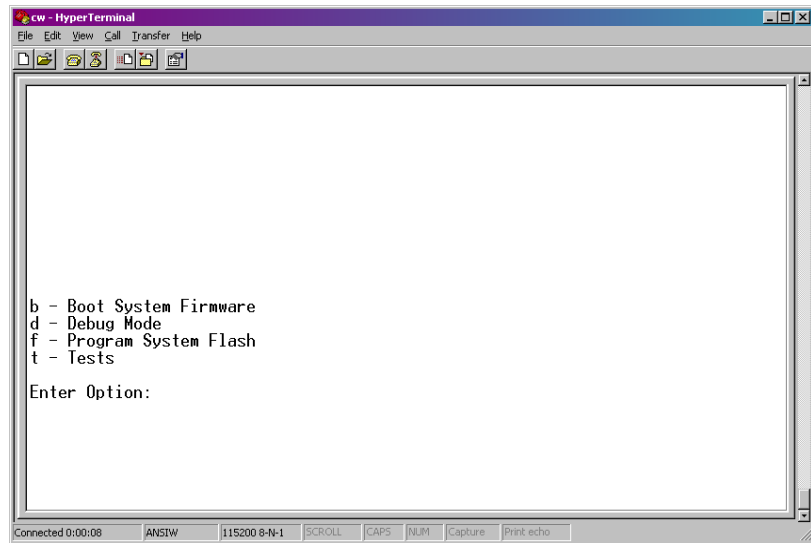 cw - HyperTerminal
File Edit View Call Transfer Help
b - Boot System Firmware
d - Debug Mode
f - Program System Flash
t - Tests
Enter Option:
Connected 0:00:08 ANSIW 115200 8-N-1 SCROLL CAPS NUM Capture Print echo